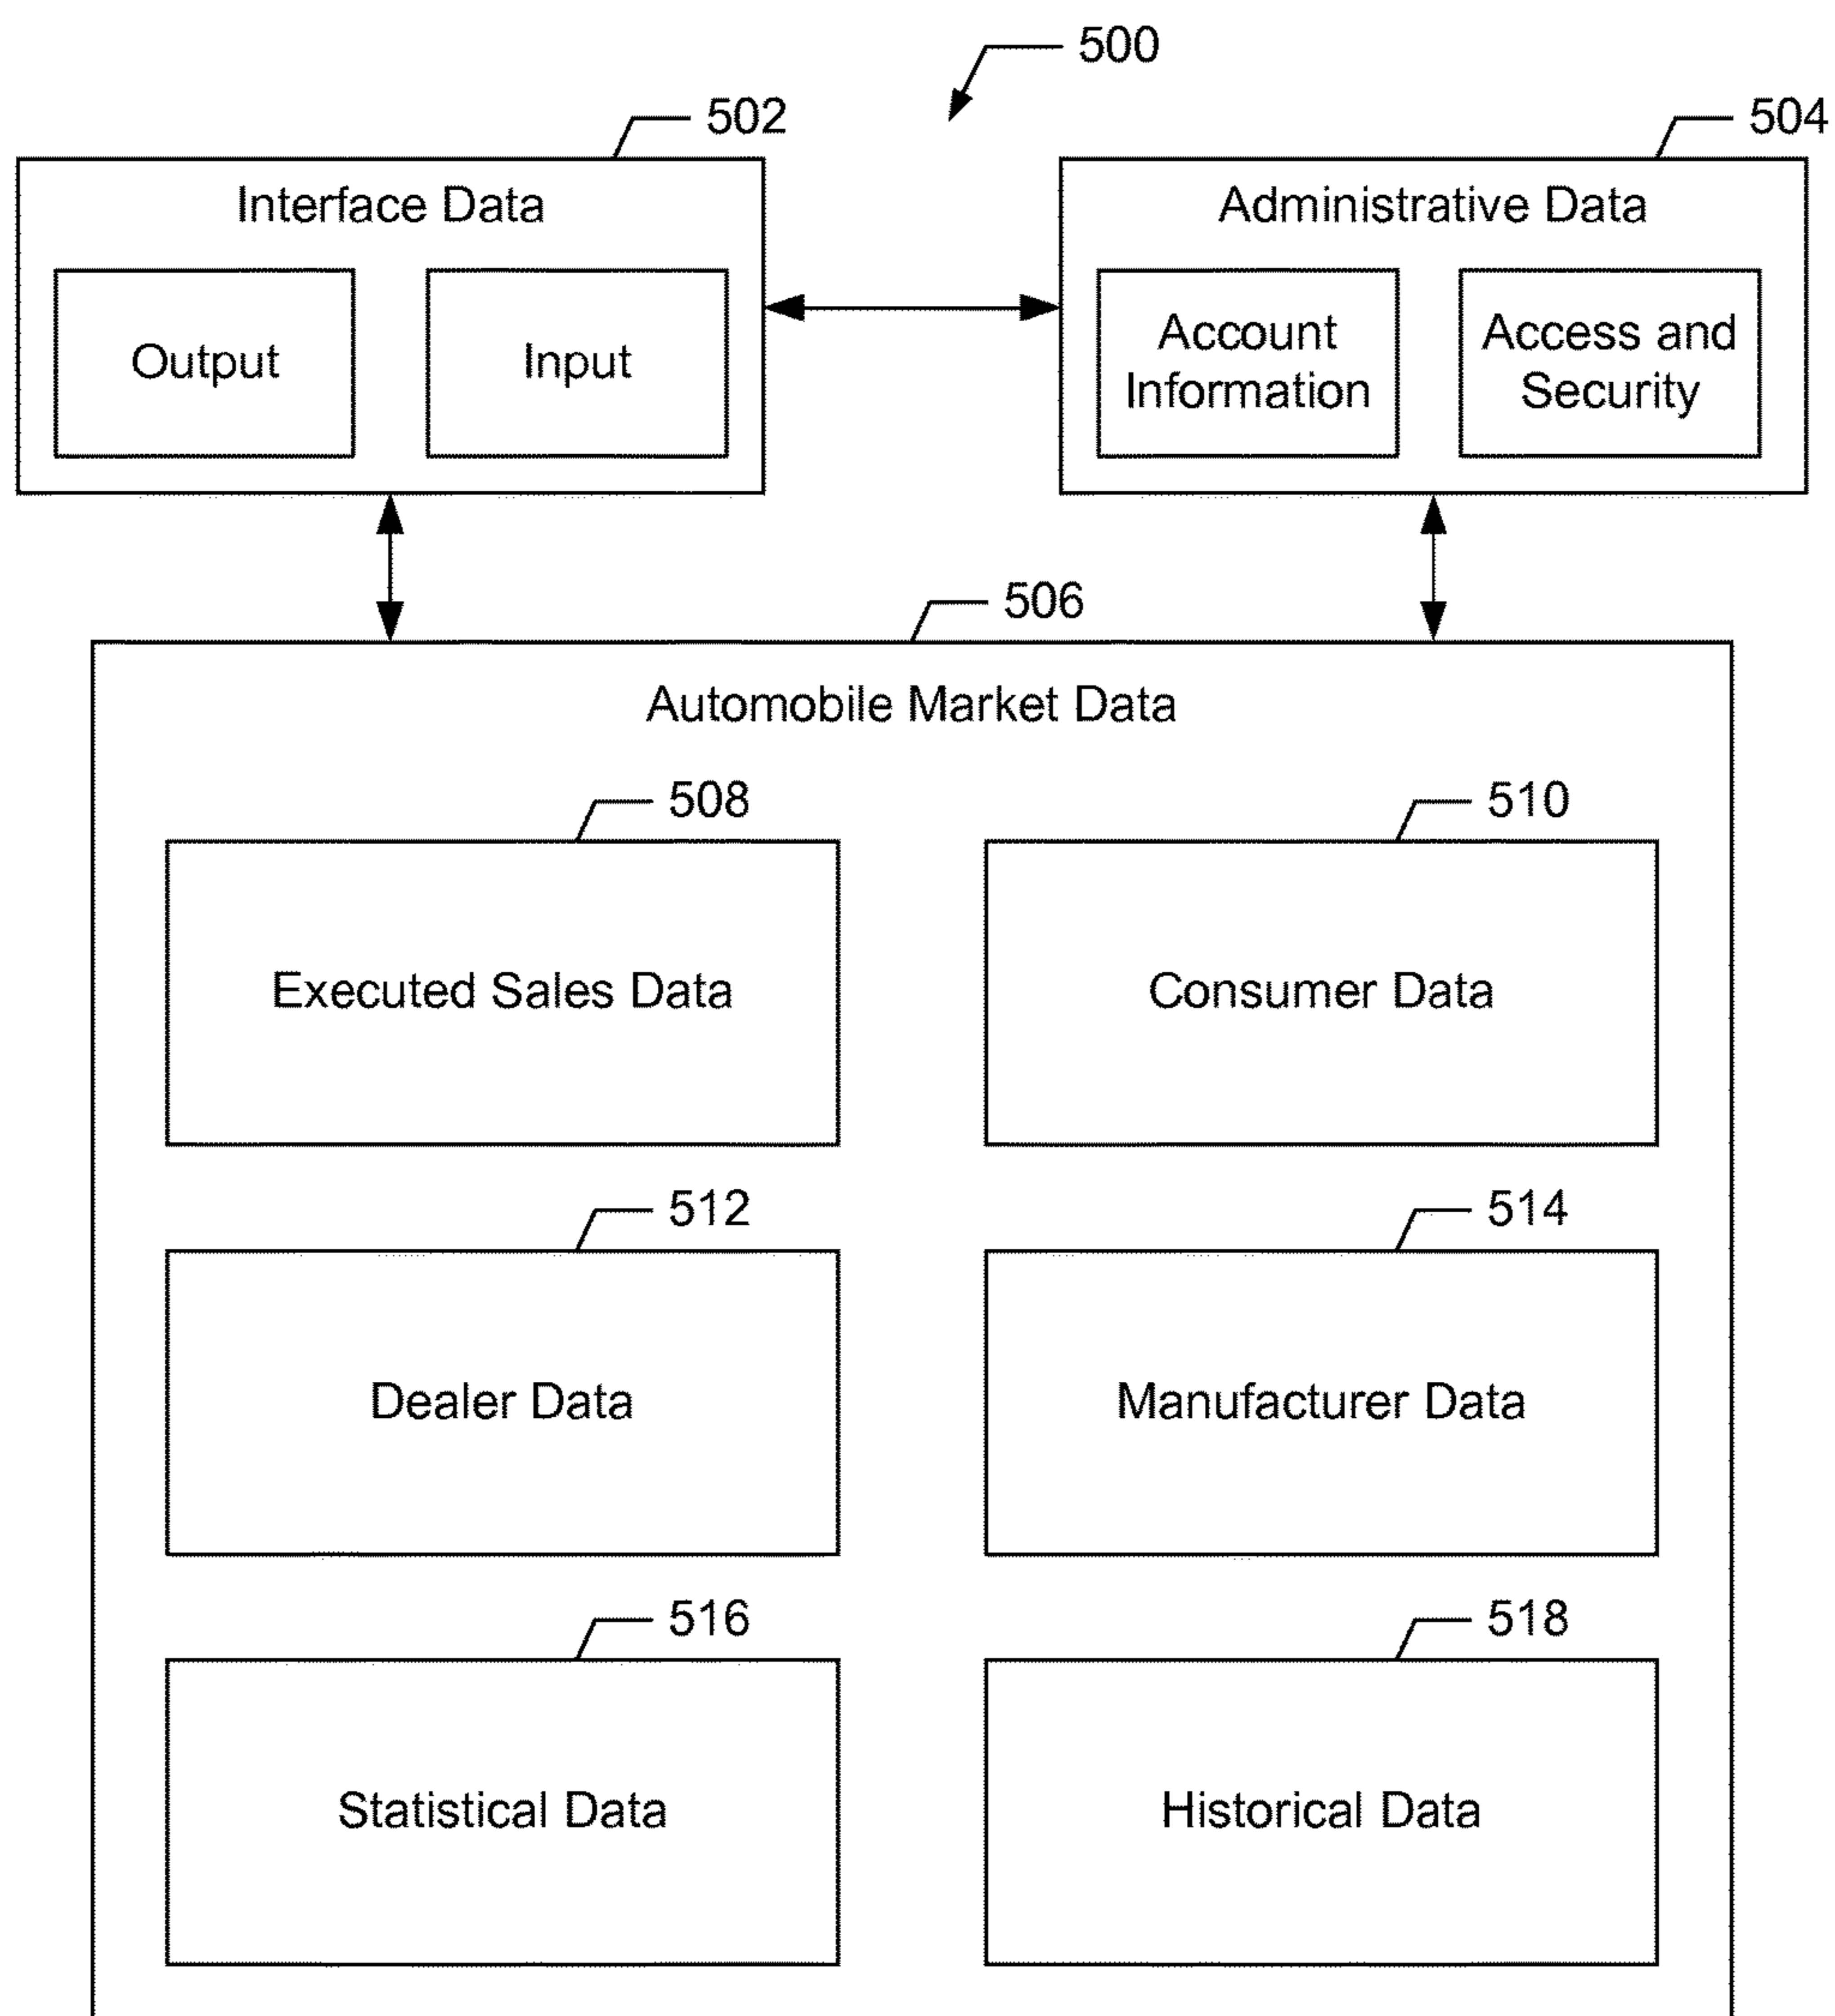 500
502
504
Interface Data
Administrative Data
Output
Input
Account
Information
Access and
Security
506
Automobile Market Data
508
510
Executed Sales Data
Consumer Data
512
514
Dealer Data
Manufacturer Data
516
518
Statistical Data
Historical Data